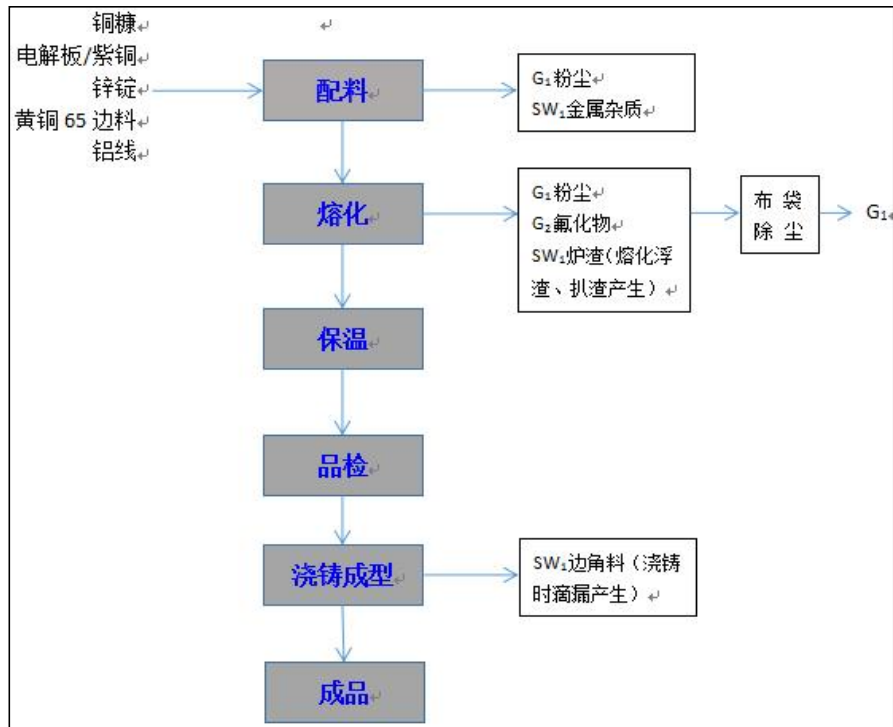 铜糠
电解板/紫铜
锌锭
黄铜 65 边料
铝线
配料
G₁粉尘
SW₁金属杂质
熔化
G₁粉尘
G₂氟化物
SW₁炉渣(熔化浮
渣、扒渣产生)
布 袋
除 尘
G₁
保温
品检
浇铸成型
SW₁边角料（浇铸
时滴漏产生）
成品